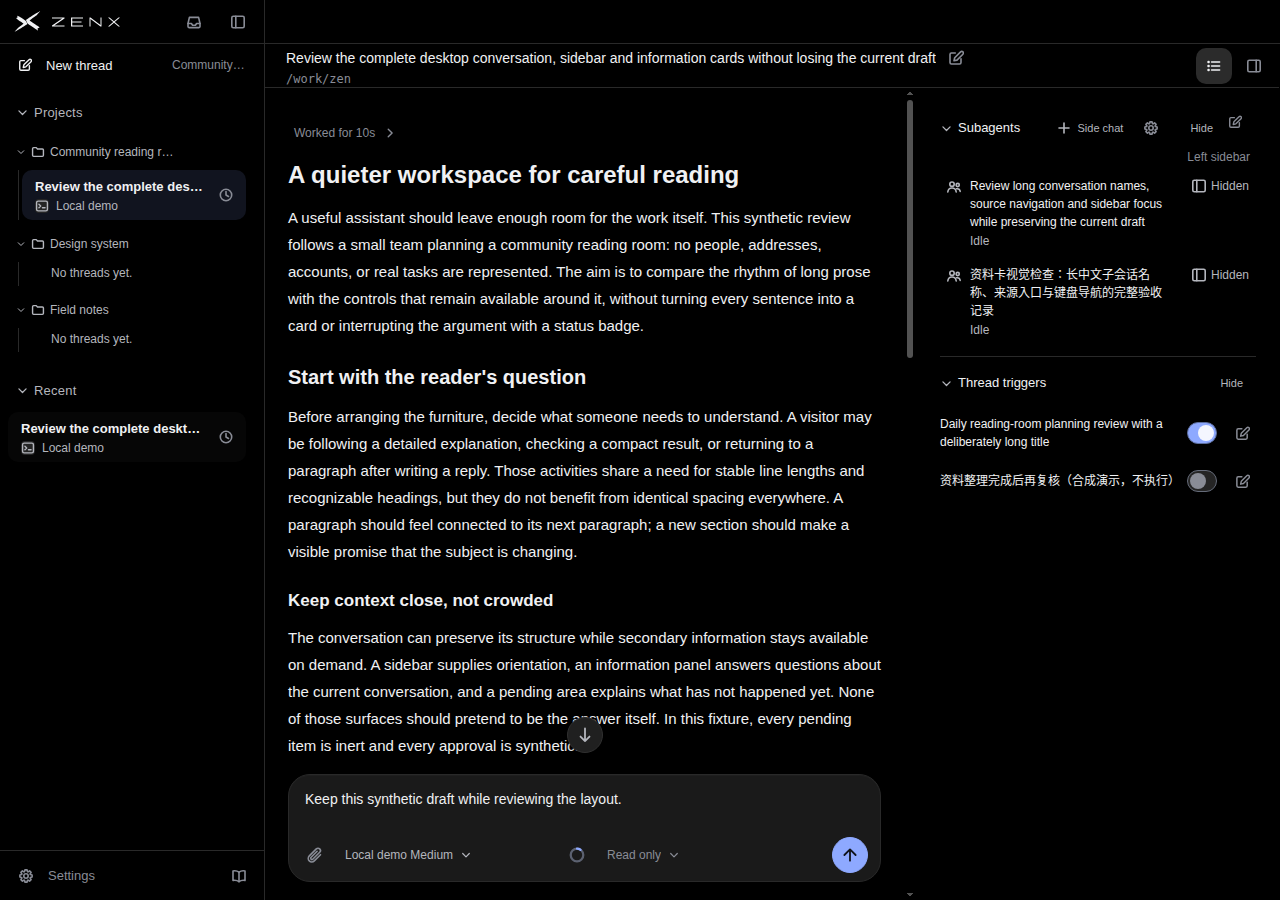 ZENX
New thread
Community…
Projects
Community reading r…
Review the complete des…
Local demo
Design system
No threads yet.
Field notes
No threads yet.
Recent
Review the complete deskt…
Local demo
Settings
Review the complete desktop conversation, sidebar and information cards without losing the current draft
/work/zen
Worked for 10s
A quieter workspace for careful reading
A useful assistant should leave enough room for the work itself. This synthetic review
follows a small team planning a community reading room: no people, addresses,
accounts, or real tasks are represented. The aim is to compare the rhythm of long prose
with the controls that remain available around it, without turning every sentence into a
card or interrupting the argument with a status badge.
Start with the reader's question
Before arranging the furniture, decide what someone needs to understand. A visitor may
be following a detailed explanation, checking a compact result, or returning to a
paragraph after writing a reply. Those activities share a need for stable line lengths and
recognizable headings, but they do not benefit from identical spacing everywhere. A
paragraph should feel connected to its next paragraph; a new section should make a
visible promise that the subject is changing.
Keep context close, not crowded
The conversation can preserve its structure while secondary information stays available
on demand. A sidebar supplies orientation, an information panel answers questions about
the current conversation, and a pending area explains what has not happened yet. None
of those surfaces should pretend to be the answer itself. In this fixture, every pending
item is inert and every approval is synthetic
Keep this synthetic draft while reviewing the layout.
Local demo Medium
Read only
Subagents
Side chat
Hide
Left sidebar
Review long conversation names,
source navigation and sidebar focus
while preserving the current draft
Idle
Hidden
资料卡视觉检查：长中文子会话名
称、来源入口与键盘导航的完整验收
记录
Idle
Hidden
Thread triggers
Hide
Daily reading-room planning review with a
deliberately long title
资料整理完成后再复核（合成演示，不执行）